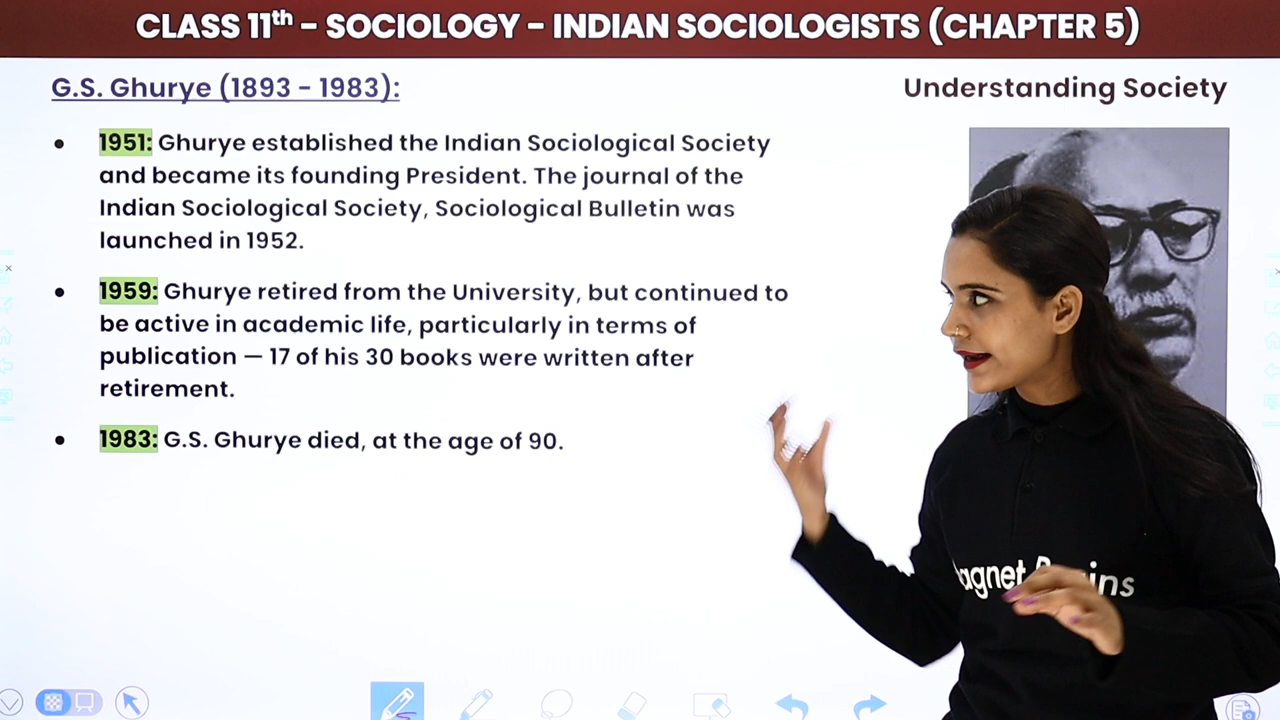 CLASS 11th - SOCIOLOGY - INDIAN SOCIOLOGISTS (CHAPTER 5)
G.S. Ghurye (1893 - 1983):
Understanding Society
• 1951: Ghurye established the Indian Sociological Society
and became its founding President. The journal of the
Indian Sociological Society, Sociological Bulletin was
launched in 1952.
• 1959: Ghurye retired from the University, but continued to
be active in academic life, particularly in terms of
publication — 17 of his 30 books were written after
retirement.
• 1983: G.S. Ghurye died, at the age of 90.